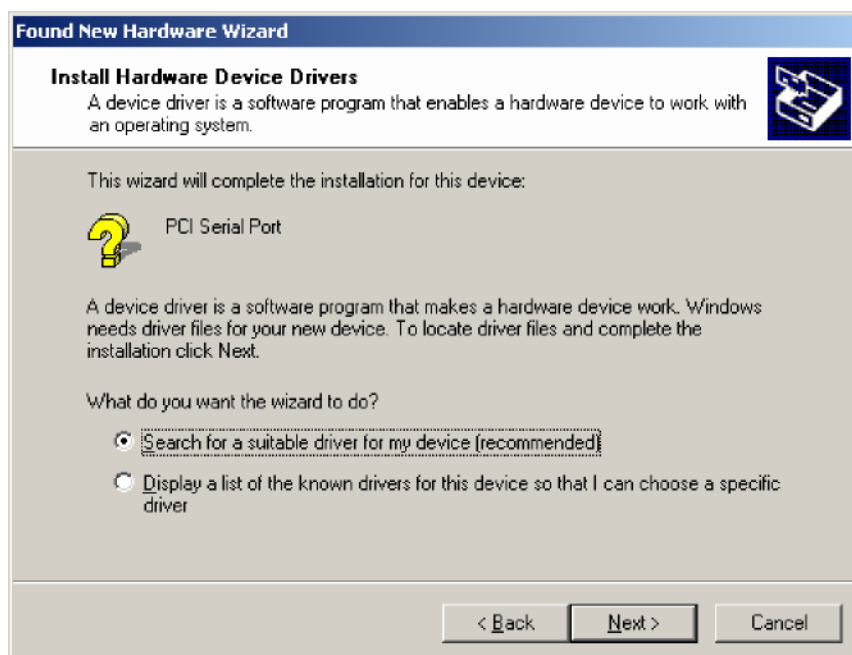 Found New Hardware Wizard
Install Hardware Device Drivers
A device driver is a software program that enables a hardware device to work with
an operating system.
This wizard will complete the installation for this device:
PCI Serial Port
A device driver is a software program that makes a hardware device work. Windows
needs driver files for your new device. To locate driver files and complete the
installation click Next.
What do you want the wizard to do?
Search for a suitable driver for my device (recommended)
Display a list of the known drivers for this device so that I can choose a specific
driver
< Back Next > Cancel